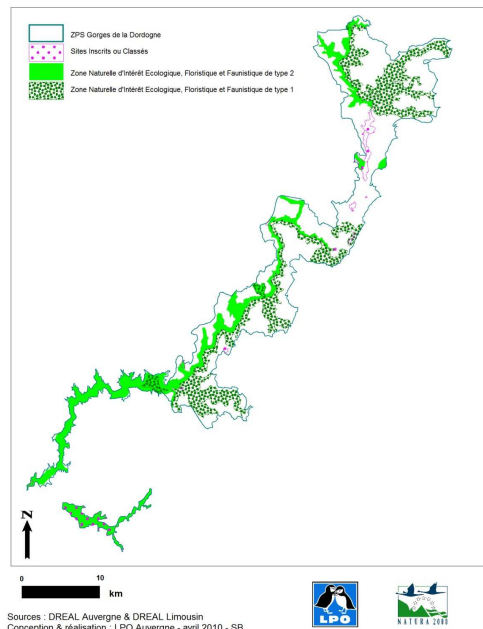 ZPS Gorges de la Dordogne
Sites Inscrits ou Classés
Zone Naturelle d'Intérêt Ecologique, Floristique et Faunistique de type 2
Zone Naturelle d'Intérêt Ecologique, Floristique et Faunistique de type 1
N
0 10
km
Sources : DREAL Auvergne & DREAL Limousin
Conception & réalisation : LPO Auvergne - avril 2010 - SB
LPO
NATURA 2000